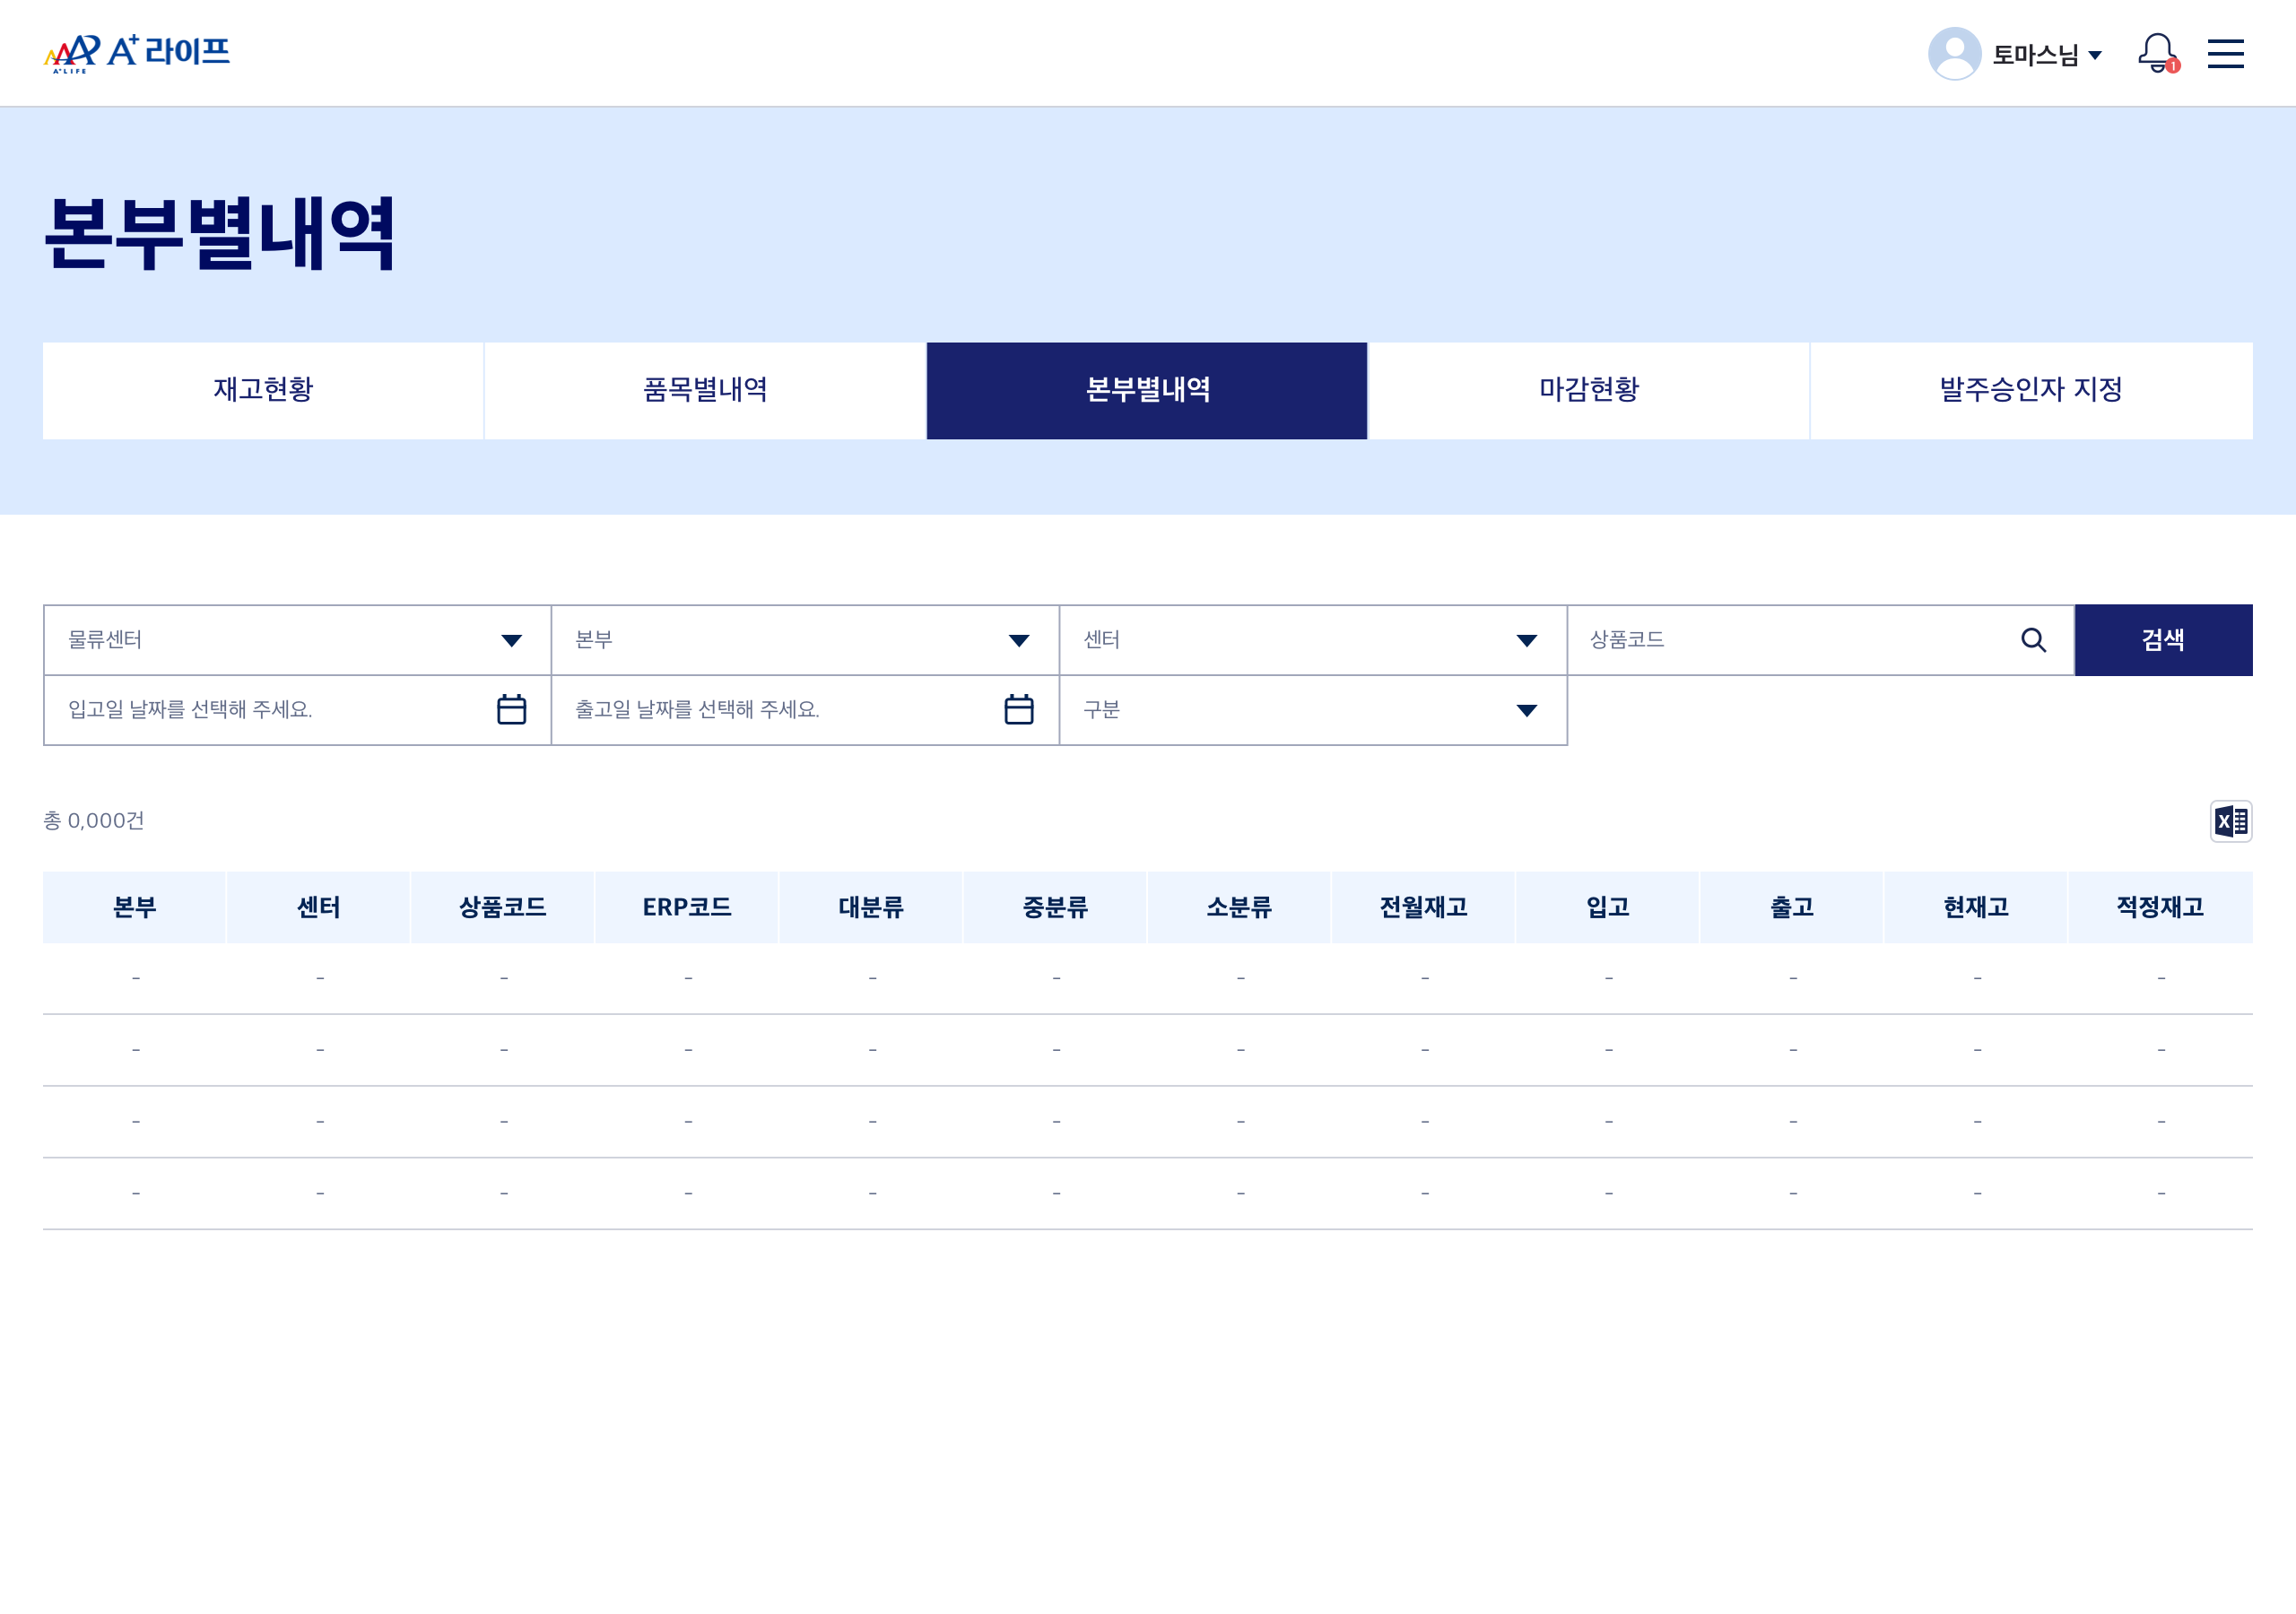 A+ LIFE A+ 라이프 토마스님 1
본부별내역
재고현황 품목별내역 본부별내역 마감현황 발주승인자 지정
물류센터 본부 센터 상품코드 검색
입고일 날짜를 선택해 주세요. 출고일 날짜를 선택해 주세요. 구분
총 0,000건 X
본부 센터 상품코드 ERP코드 대분류 중분류 소분류 전월재고 입고 출고 현재고 적정재고
- - - - - - - - - - - -
- - - - - - - - - - - -
- - - - - - - - - - - -
- - - - - - - - - - - -